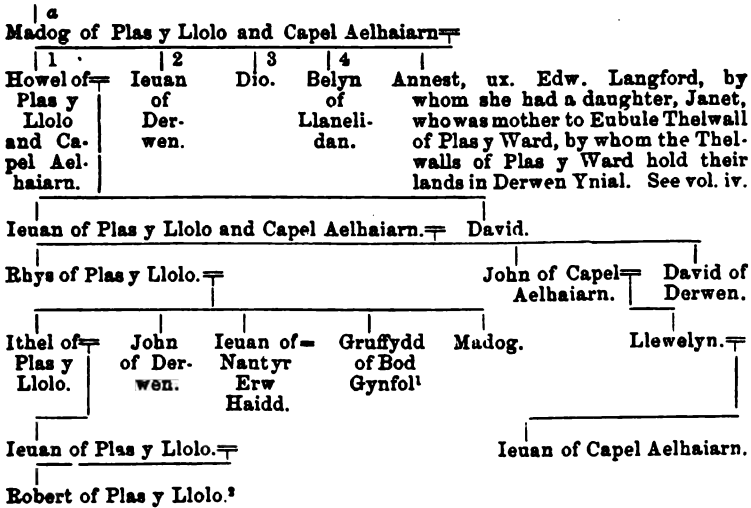 a
Madog of Plas y Llolo and Capel Aelhaiarn
1 2 3 4
Howel of Plas y Llolo and Ca-pel Ael-haiarn.
Ieuan of Der-wen.
Dio.
Belyn of Llaneli-dan.
Annest, ux. Edw. Langford, by
whom she had a daughter, Janet,
who was mother to Eubule Thelwall
of Plas y Ward, by whom the Thel-
walls of Plas y Ward hold their
lands in Derwen Ynial. See vol. iv.
Ieuan of Plas y Llolo and Capel Aelhaiarn. David.
Rhys of Plas y Llolo.
John of Capel
Aelhaiarn.
David of
Derwen.
Ithel of
Plas y
Llolo.
John
of Der-
wen.
Ieuan of
Nant yr
Erw
Haidd.
Gruffydd
of Bod
Gynfol¹
Madog.
Llewelyn.
Ieuan of Plas y Llolo.
Ieuan of Capel Aelhaiarn.
Robert of Plas y Llolo.²